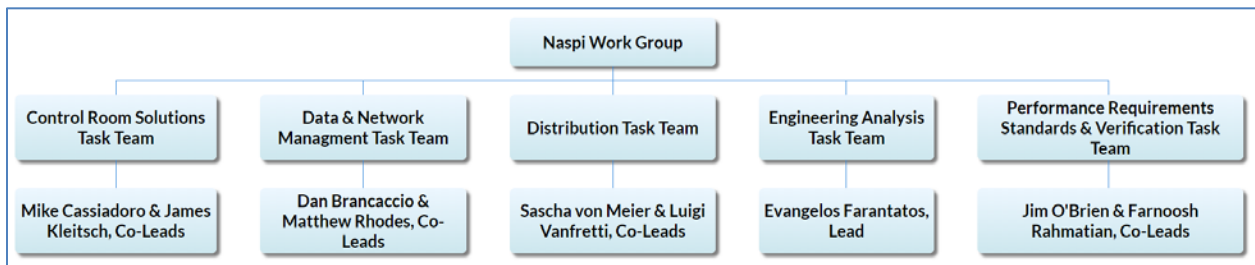 Naspi Work Group
Control Room Solutions
Task Team
Data & Network
Managment Task Team
Distribution Task Team
Engineering Analysis
Task Team
Performance Requirements
Standards & Verification Task
Team
Mike Cassiadoro & James
Kleitsch, Co-Leads
Dan Brancaccio &
Matthew Rhodes, Co-
Leads
Sascha von Meier & Luigi
Vanfretti, Co-Leads
Evangelos Farantatos,
Lead
Jim O'Brien & Farnoosh
Rahmatian, Co-Leads